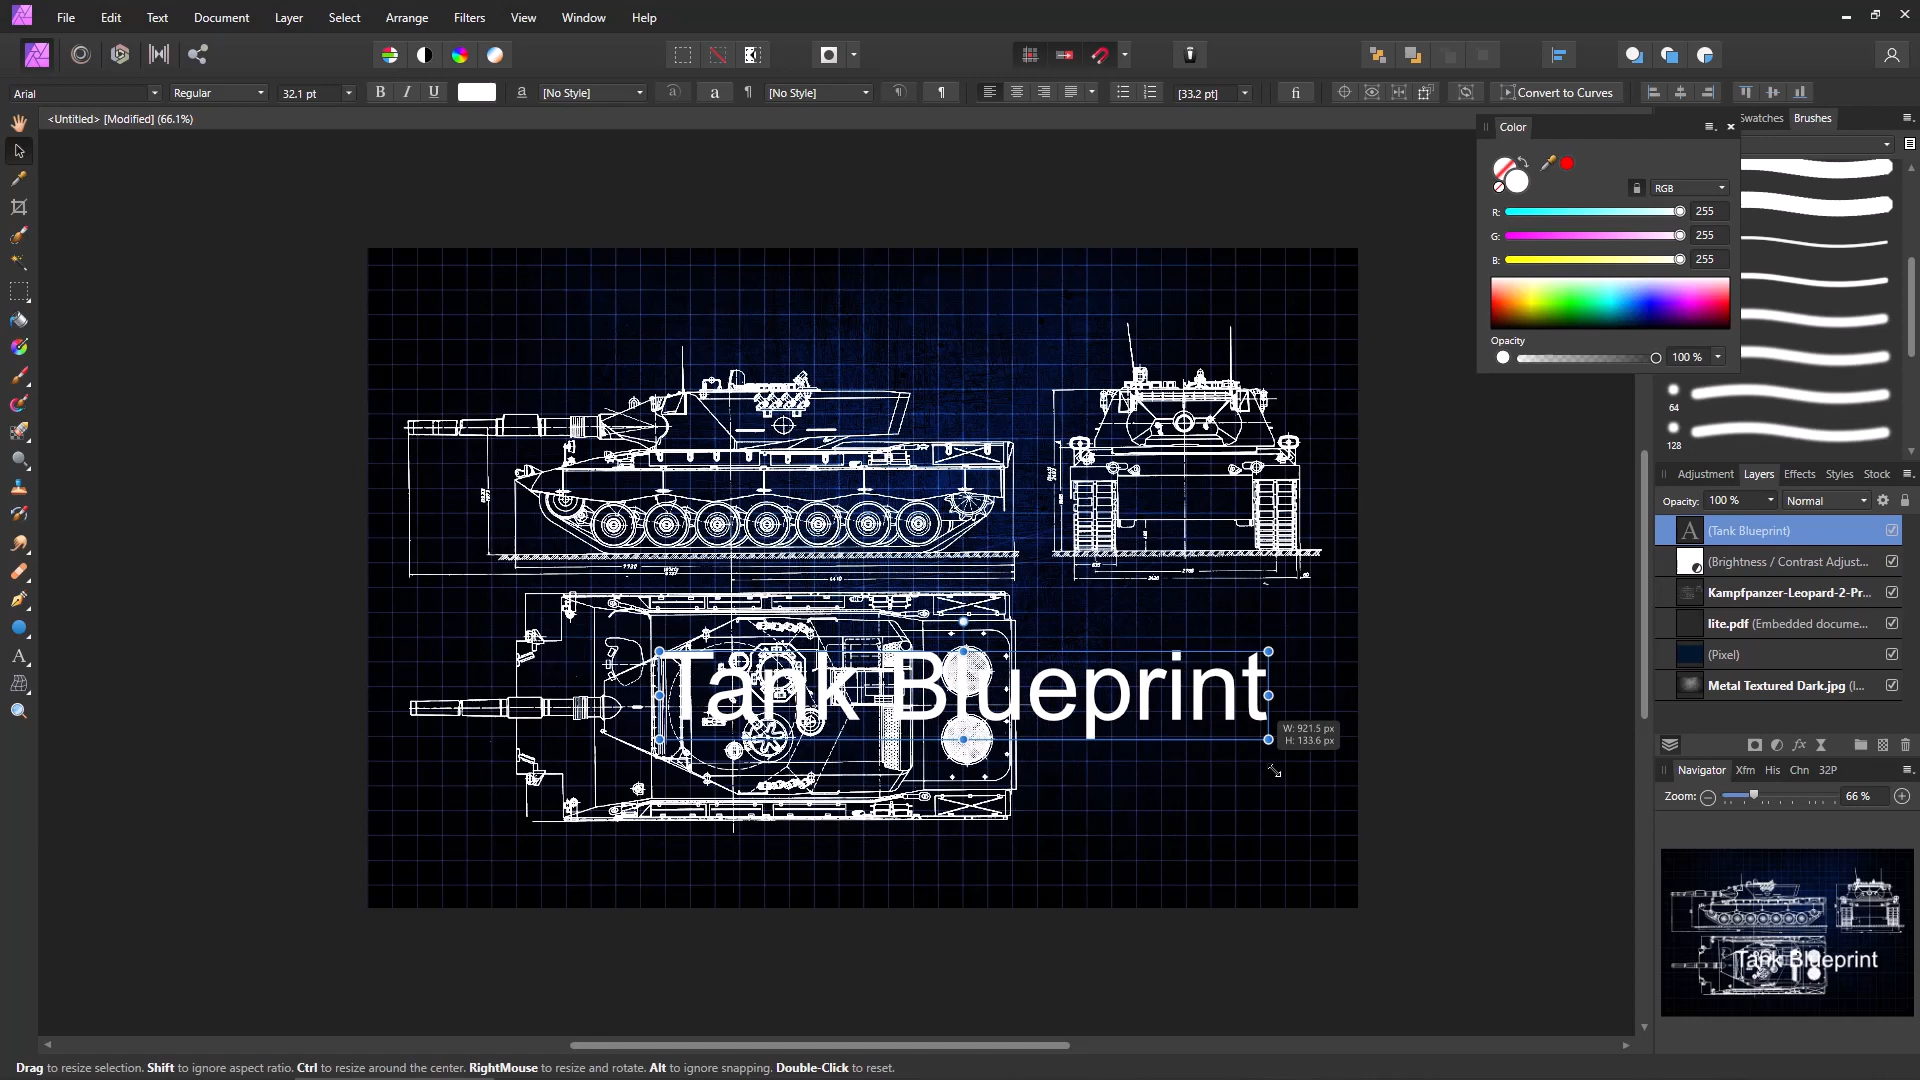 File Edit Text Document Layer Select Arrange Filters View Window Help
Arial Regular 32.1 pt B I U a [No Style] a a ¶ [No Style] ¶ ¶ [33.2 pt] fi Convert to Curves
<Untitled> [Modified] (66.1%)
Color
Swatches Brushes
RGB
R: 255
G: 255
B: 255
Opacity
100 %
64
128
Adjustment Layers Effects Styles Stock
Opacity: 100 % Normal
A (Tank Blueprint)
(Brightness / Contrast Adjust...
Kampfpanzer-Leopard-2-Pr...
lite.pdf (Embedded docume...
(Pixel)
Metal Textured Dark.jpg (I...
fx
Navigator Xfm His Chn 32P
Zoom: 66 %
Tank Blueprint
W: 921.5 px
H: 133.6 px
Tank Blueprint
Drag to resize selection. Shift to ignore aspect ratio. Ctrl to resize around the center. RightMouse to resize and rotate. Alt to ignore snapping. Double-Click to reset.